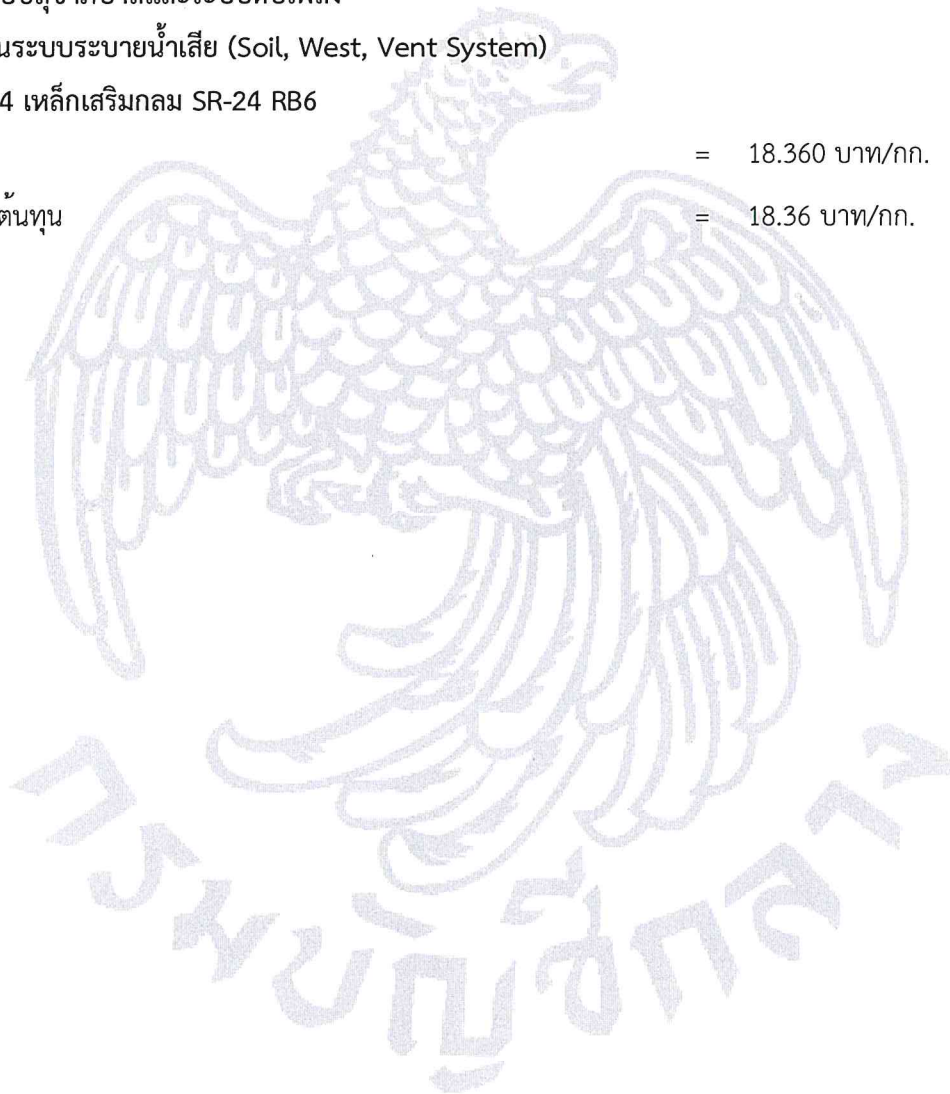 นระบบระบายน้ำเสีย (Soil, West, Vent System)
4 เหล็กเสริมกลม SR-24 RB6
= 18.360 บาท/กก.
ต้นทุน = 18.36 บาท/กก.
กรมบัญชีกลาง